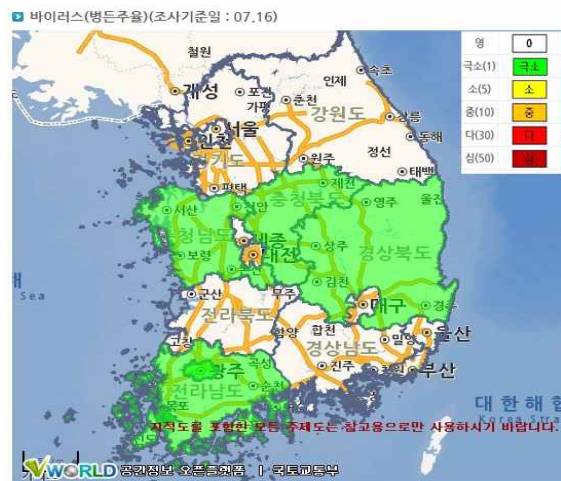 바이러스(병든주율)(조사기준일 : 07.16)
영 0
극소(1) 극소
소(5) 소
중(10) 중
다(30) 다
심(50) 심
철원
인제
속초
개성
포천
가평
춘천
강원도
강릉
서울
인천
경기도
동해
원주
정선
태백
평택
제천
충청북도
영주
울진
서산
천안
청남도
세종
대전
상주
경상북도
보령
논산
김천
군산
무주
대구
경주
전라북도
함양
합천
고창
경상남도
밀양
울산
광주
곡성
진주
창원
부산
전라남도
순천
목포
진도
대한해협
Korea Stra
해
Sea
지적도를 포함한 모든 주제도는 참고용으로만 사용하시기 바랍니다.
VWORLD 공간정보 오픈플랫폼 | 국토교통부